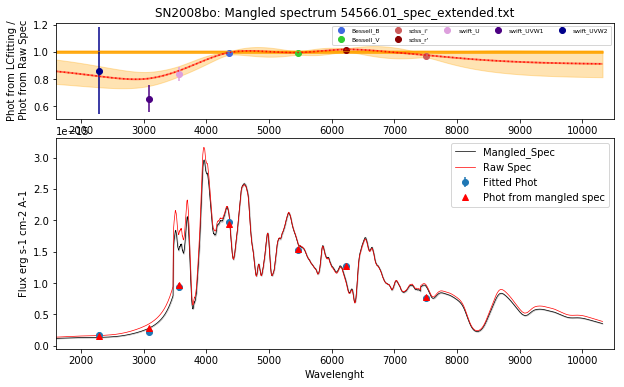 SN2008bo: Mangled spectrum 54566.01_spec_extended.txt
Phot from LCfitting /
Phot from Raw Spec
1.2
1.0
0.8
0.6
Bessell_B
Bessell_V
sdss_i'
sdss_r'
swift_U
swift_UVW1
swift_UVW2
2000 3000 4000 5000 6000 7000 8000 9000 10000
Flux erg s-1 cm-2 A-1
3.0
2.5
2.0
1.5
1.0
0.5
0.0
Mangled_Spec
Raw Spec
Fitted Phot
Phot from mangled spec
2000 3000 4000 5000 6000 7000 8000 9000 10000
Wavelenght